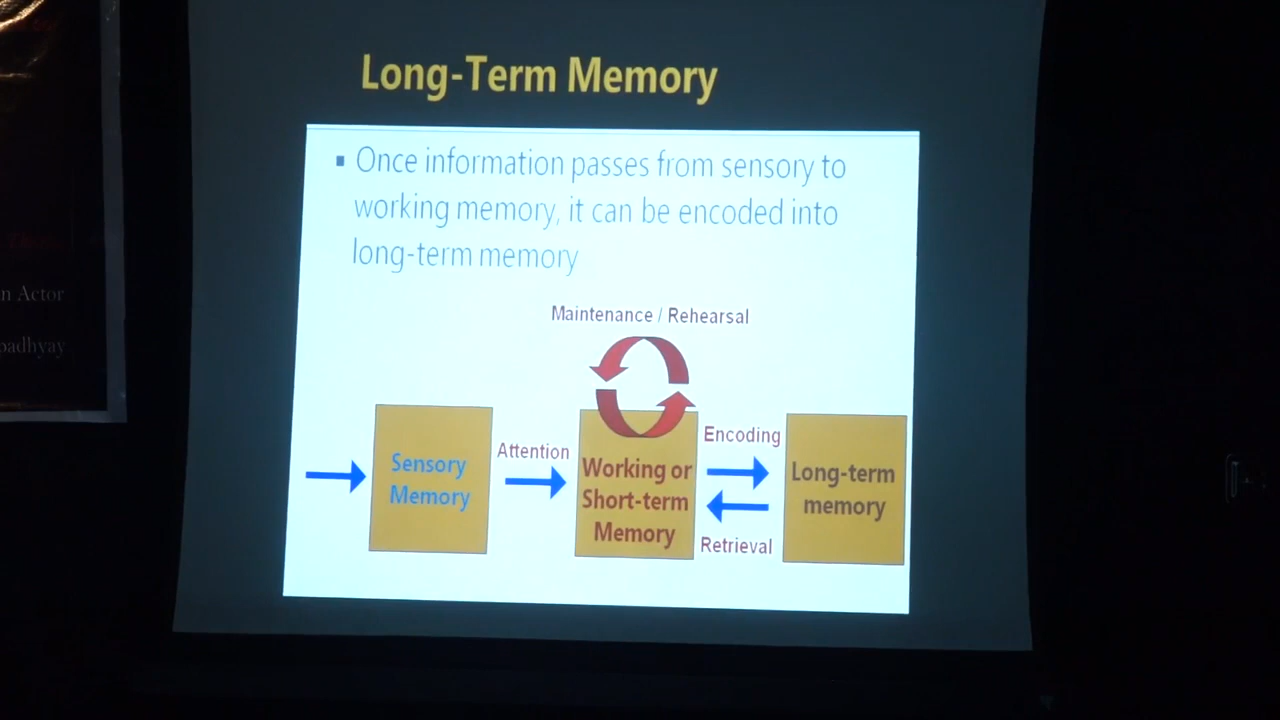 Long-Term Memory
▪ Once information passes from sensory to
working memory, it can be encoded into
long-term memory
Maintenance / Rehearsal
Sensory
Memory
Attention
Working or
Short-term
Memory
Encoding
Retrieval
Long-term
memory
Actor